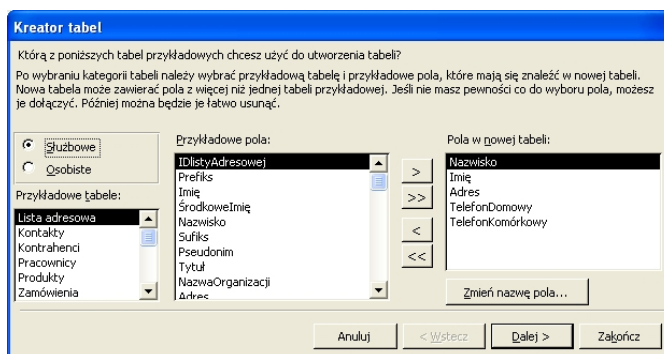 Kreator tabel
Którą z poniższych tabel przykładowych chcesz użyć do utworzenia tabeli?
Po wybraniu kategorii tabeli należy wybrać przykładową tabelę i przykładowe pola, które mają się znaleźć w nowej tabeli.
Nowa tabela może zawierać pola z więcej niż jednej tabeli przykładowej. Jeśli nie masz pewności co do wyboru pola, możesz
je dołączyć. Później można będzie je łatwo usunąć.
Służbowe
Osobiste
Przykładowe tabele:
Lista adresowa
Kontakty
Kontrahenci
Pracownicy
Produkty
Zamówienia
Przykładowe pola:
IDlistyAdresowej
Prefiks
Imię
ŚrodkoweImię
Nazwisko
Sufiks
Pseudonim
Tytuł
NazwaOrganizacji
Adres
>
>>
<
<<
Pola w nowej tabeli:
Nazwisko
Imię
Adres
TelefonDomowy
TelefonKomórkowy
Zmień nazwę pola...
Anuluj
< Wstecz
Dalej >
Zakończ